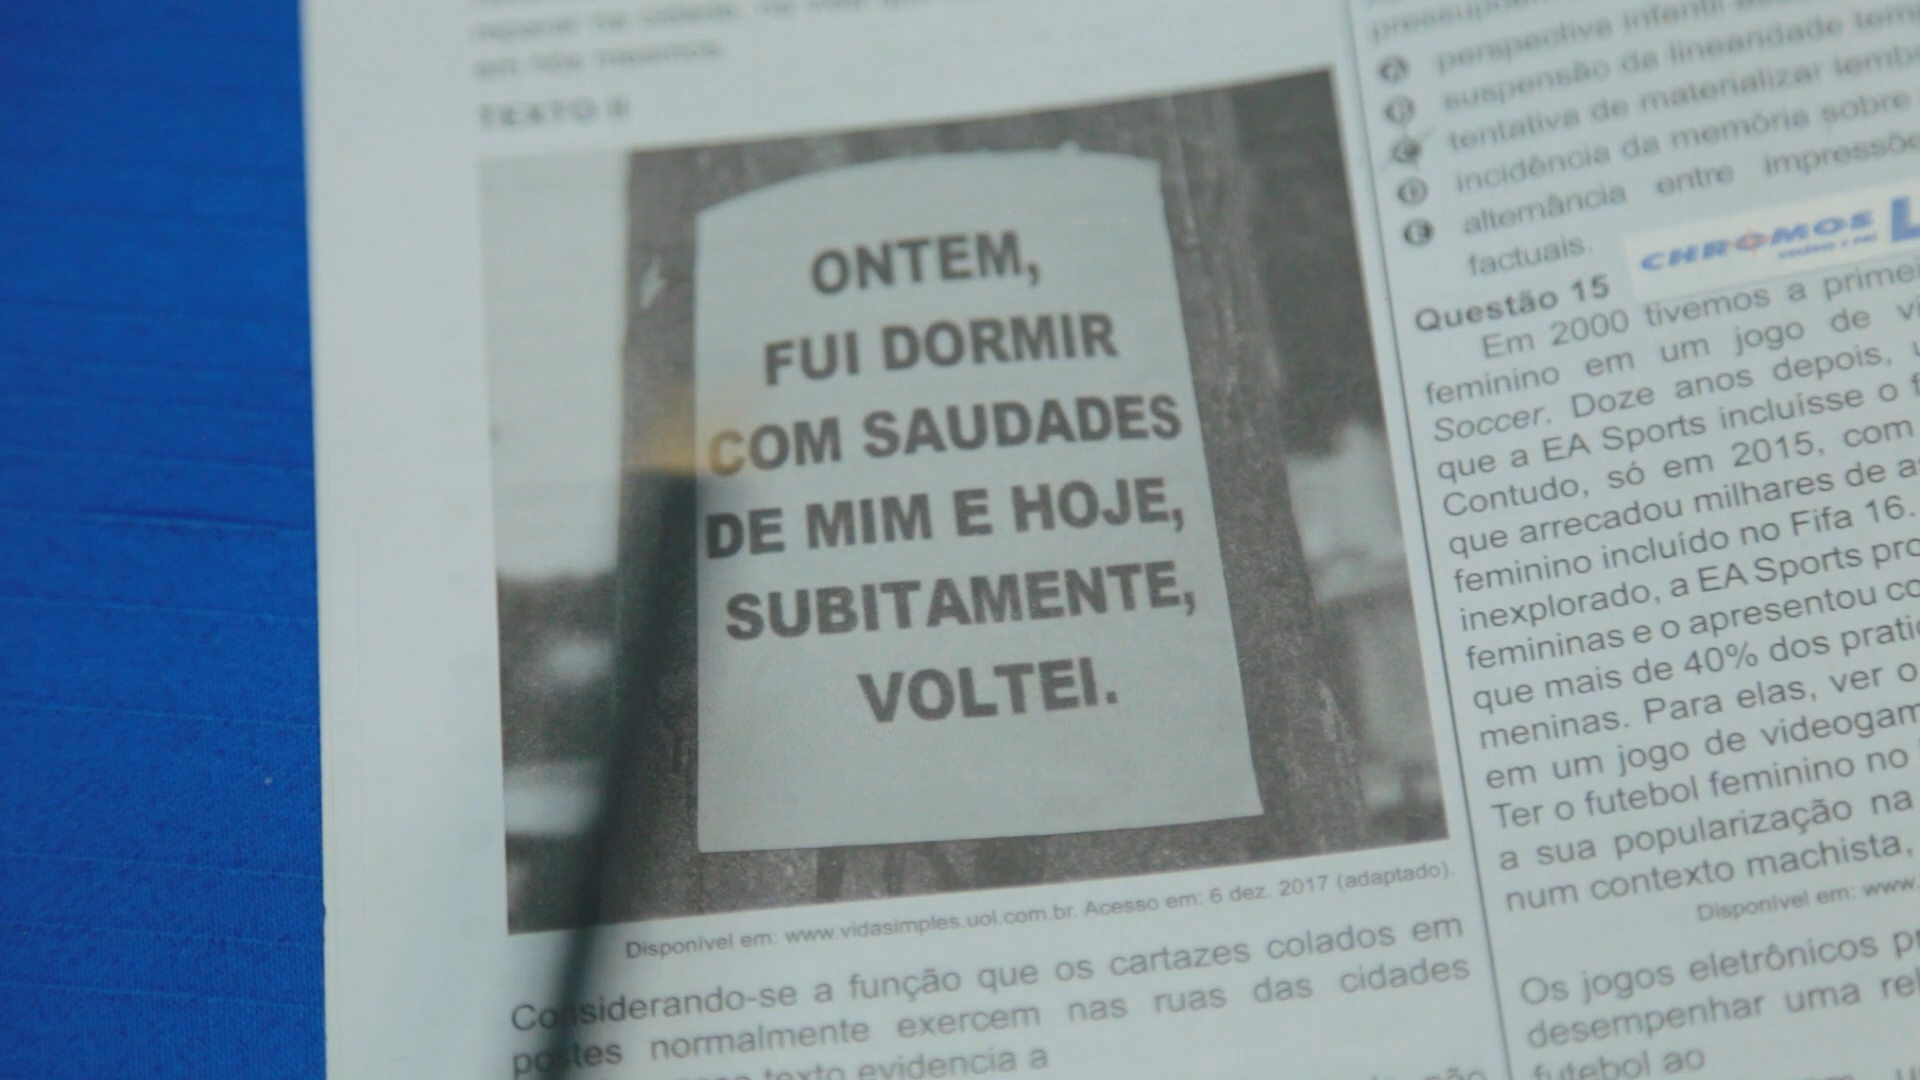 em nós mesmos.
TEXTO II
ONTEM,
FUI DORMIR
COM SAUDADES
DE MIM E HOJE,
SUBITAMENTE,
VOLTEI.
Disponível em: www.vidasimples.uol.com.br. Acesso em: 6 dez. 2017 (adaptado).
Considerando-se a função que os cartazes colados em
postes normalmente exercem nas ruas das cidades
texto evidencia a
não
A perspectiva infantil
suspensão da linearidade
tentativa de materializar
incidência da memória sobre
E alternância entre
factuais.
CHROMOS
Questão 15
Em 2000 tivemos a
feminino em um jogo de
Soccer. Doze anos depois,
que a EA Sports incluísse o
Contudo, só em 2015, com
que arrecadou milhares de
feminino incluído no Fifa 16.
inexplorado, a EA Sports
femininas e o apresentou
que mais de 40% dos
meninas. Para elas, ver o
em um jogo de
Ter o futebol feminino no
a sua popularização na
num contexto machista,
Disponível em: www.
Os jogos eletrônicos
desempenhar uma
futebol ao